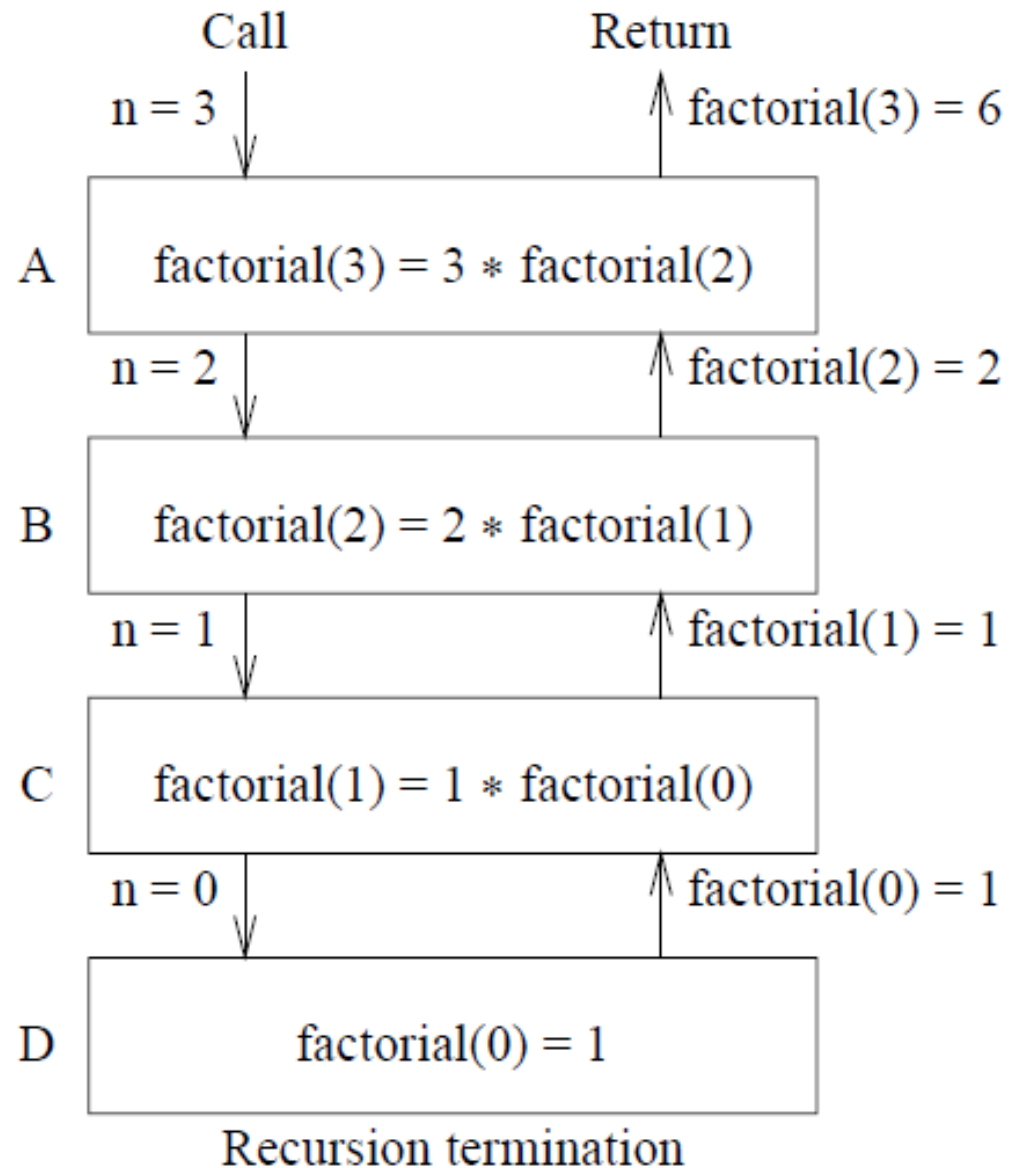 Call Return
n = 3 factorial(3) = 6
A factorial(3) = 3 * factorial(2)
n = 2 factorial(2) = 2
B factorial(2) = 2 * factorial(1)
n = 1 factorial(1) = 1
C factorial(1) = 1 * factorial(0)
n = 0 factorial(0) = 1
D factorial(0) = 1
Recursion termination